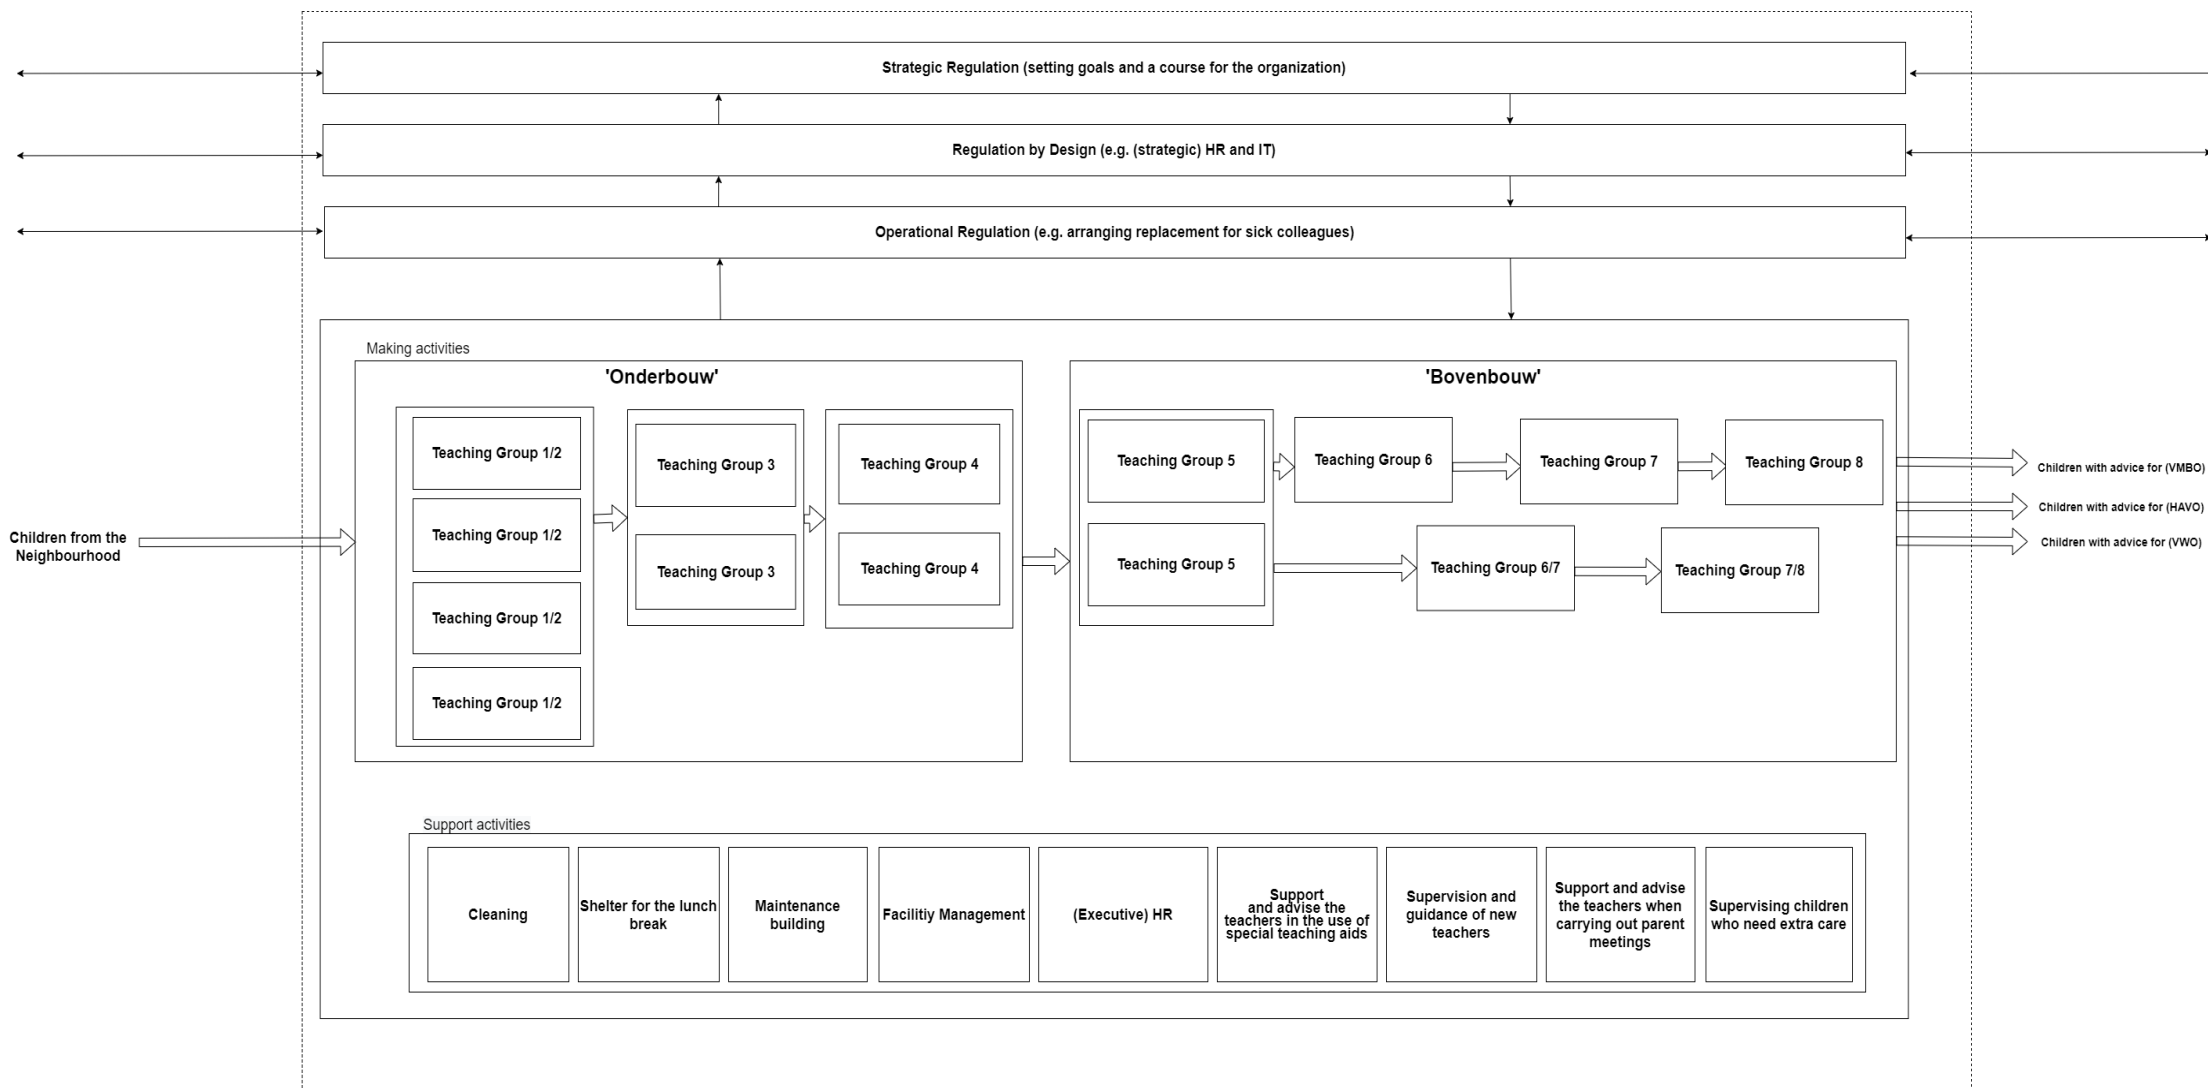 Strategic Regulation (setting goals and a course for the organization)
Regulation by Design (e.g. (strategic) HR and IT)
Operational Regulation (e.g. arranging replacement for sick colleagues)
Making activities
'Onderbouw'
'Bovenbouw'
Teaching Group 1/2
Teaching Group 1/2
Teaching Group 1/2
Teaching Group 1/2
Teaching Group 3
Teaching Group 3
Teaching Group 4
Teaching Group 4
Teaching Group 5
Teaching Group 5
Teaching Group 6
Teaching Group 7
Teaching Group 8
Teaching Group 6/7
Teaching Group 7/8
Children from the
Neighbourhood
Children with advice for (VMBO)
Children with advice for (HAVO)
Children with advice for (VWO)
Support activities
Cleaning
Shelter for the lunch
break
Maintenance
building
Facilitiy Management
(Executive) HR
Support
and advise the
teachers in the use of
special teaching aids
Supervision and
guidance of new
teachers
Support and advise
the teachers when
carrying out parent
meetings
Supervising children
who need extra care